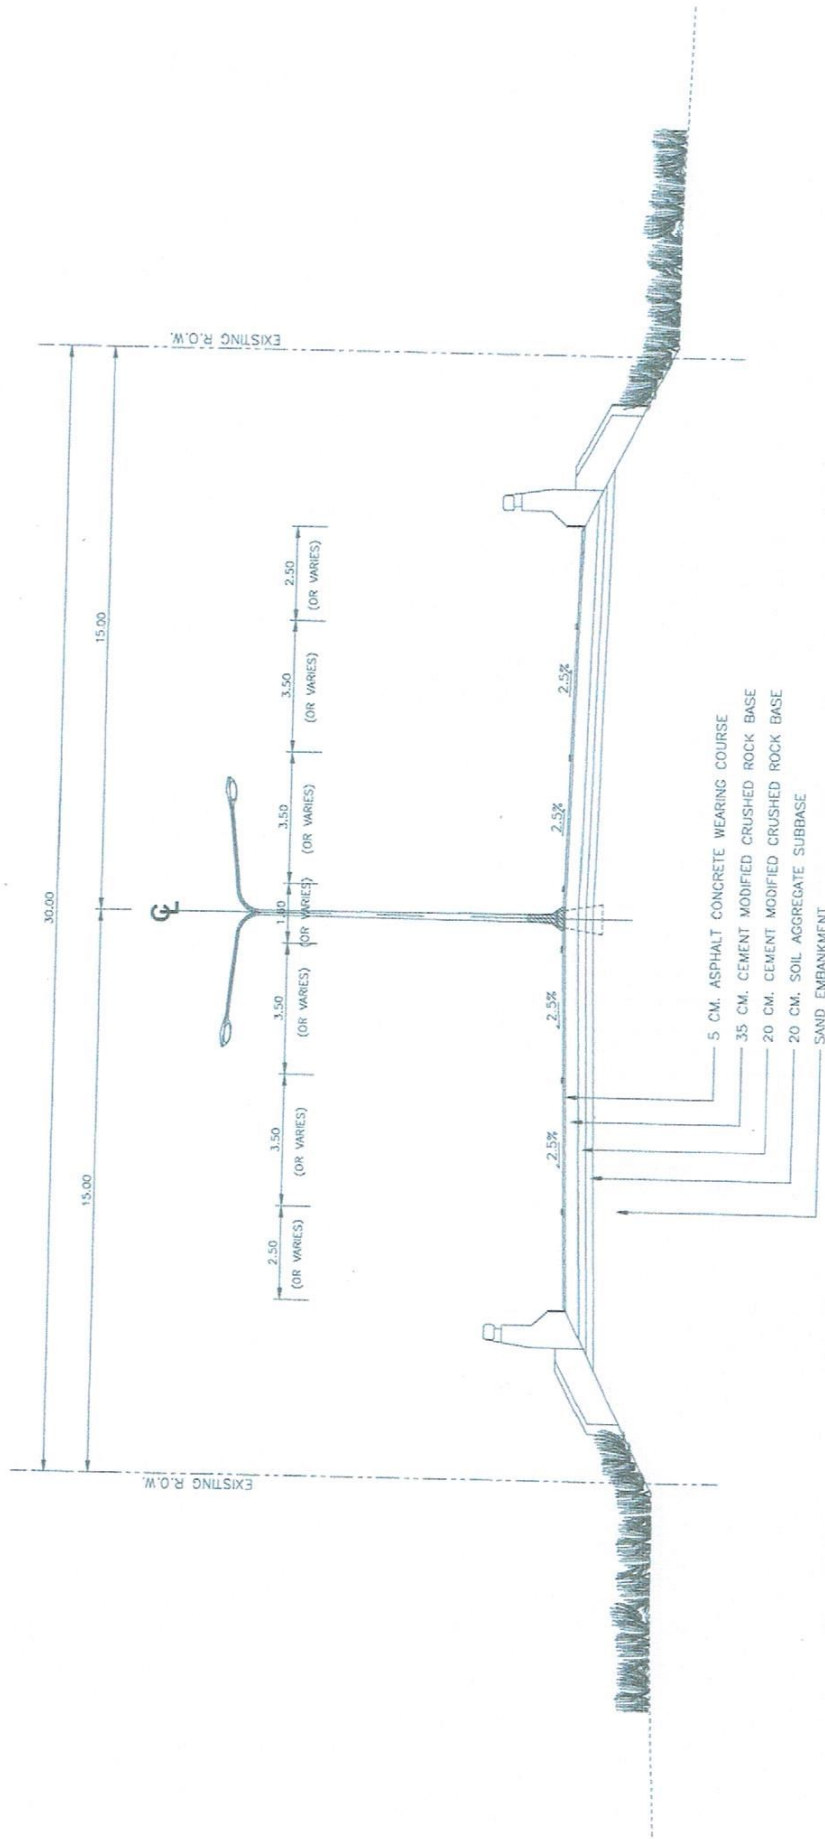 30.00
15.00
15.00
EXISTING R.O.W.
EXISTING R.O.W.
CL
2.50
3.50
3.50
3.50
3.50
2.50
(OR VARIES)
(OR VARIES)
(OR VARIES)
(OR VARIES)
(OR VARIES)
(OR VARIES)
(OR VARIES)
2.5%
2.5%
2.5%
2.5%
5 CM. ASPHALT CONCRETE WEARING COURSE
35 CM. CEMENT MODIFIED CRUSHED ROCK BASE
20 CM. CEMENT MODIFIED CRUSHED ROCK BASE
20 CM. SOIL AGGREGATE SUBBASE
SAND EMBANKMENT